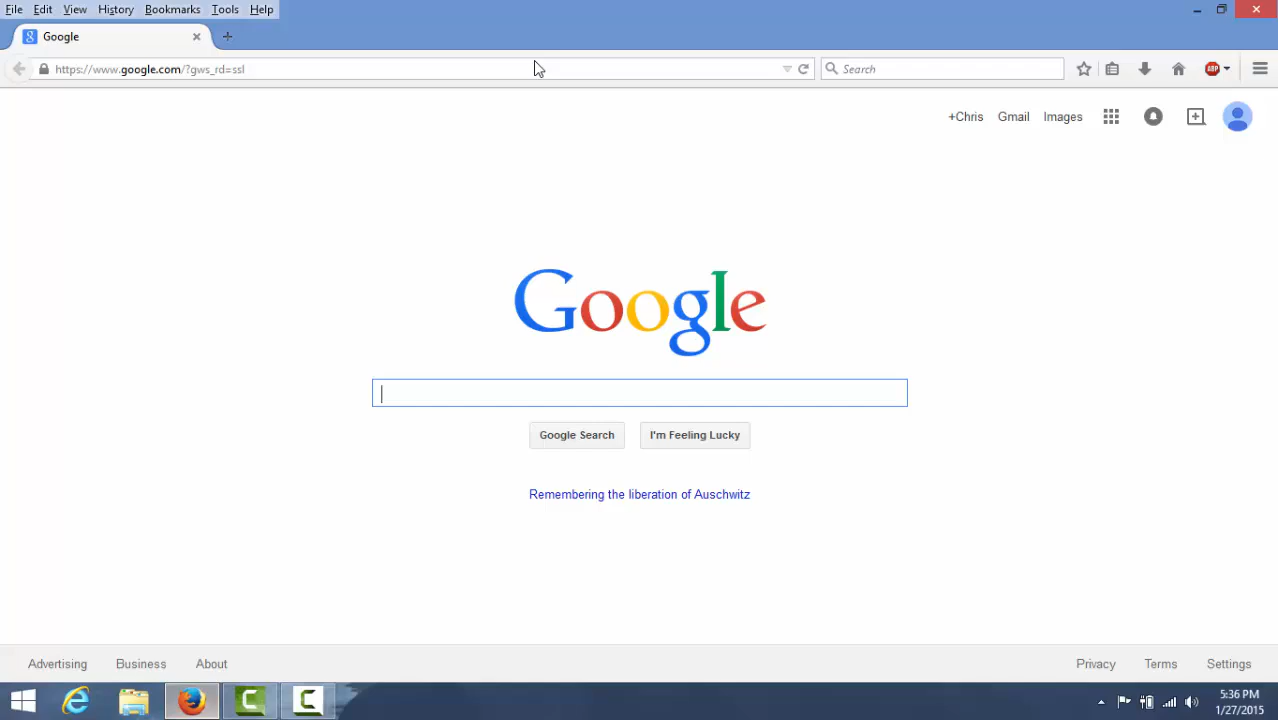 File Edit View History Bookmarks Tools Help
Google
https://www.google.com/?gws_rd=ssl
Search
ABP
+Chris Gmail Images
Google
Google Search I'm Feeling Lucky
Remembering the liberation of Auschwitz
Advertising Business About
Privacy Terms Settings
5:36 PM
1/27/2015